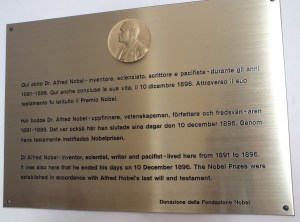 Qui abitò Dr. Alfred Nobel-inventore, scienziato, scrittore e pacifista-durante gli anni
1891-1896. Qui anche concluse la sua vita, il 10 dicembre 1896. Attraverso il suo
testamento fu istituito il Premio Nobel.
Här bodde Dr. Alfred Nobel-uppfinnare, vetenskapsman, författare och fredsvän-åren
1891-1896. Det var också här han slutade sina dagar den 10 december 1896. Genom
hans testamente instiftades Nobelprisen.
Dr Alfred Nobel-inventor, scientist, writer and pacifist-lived here from 1891 to 1896.
It was also here that he ended his days on 10 December 1896. The Nobel Prizes were
established in accordance with Alfred Nobel's last will and testament.
Donazione della Fondazione Nobel